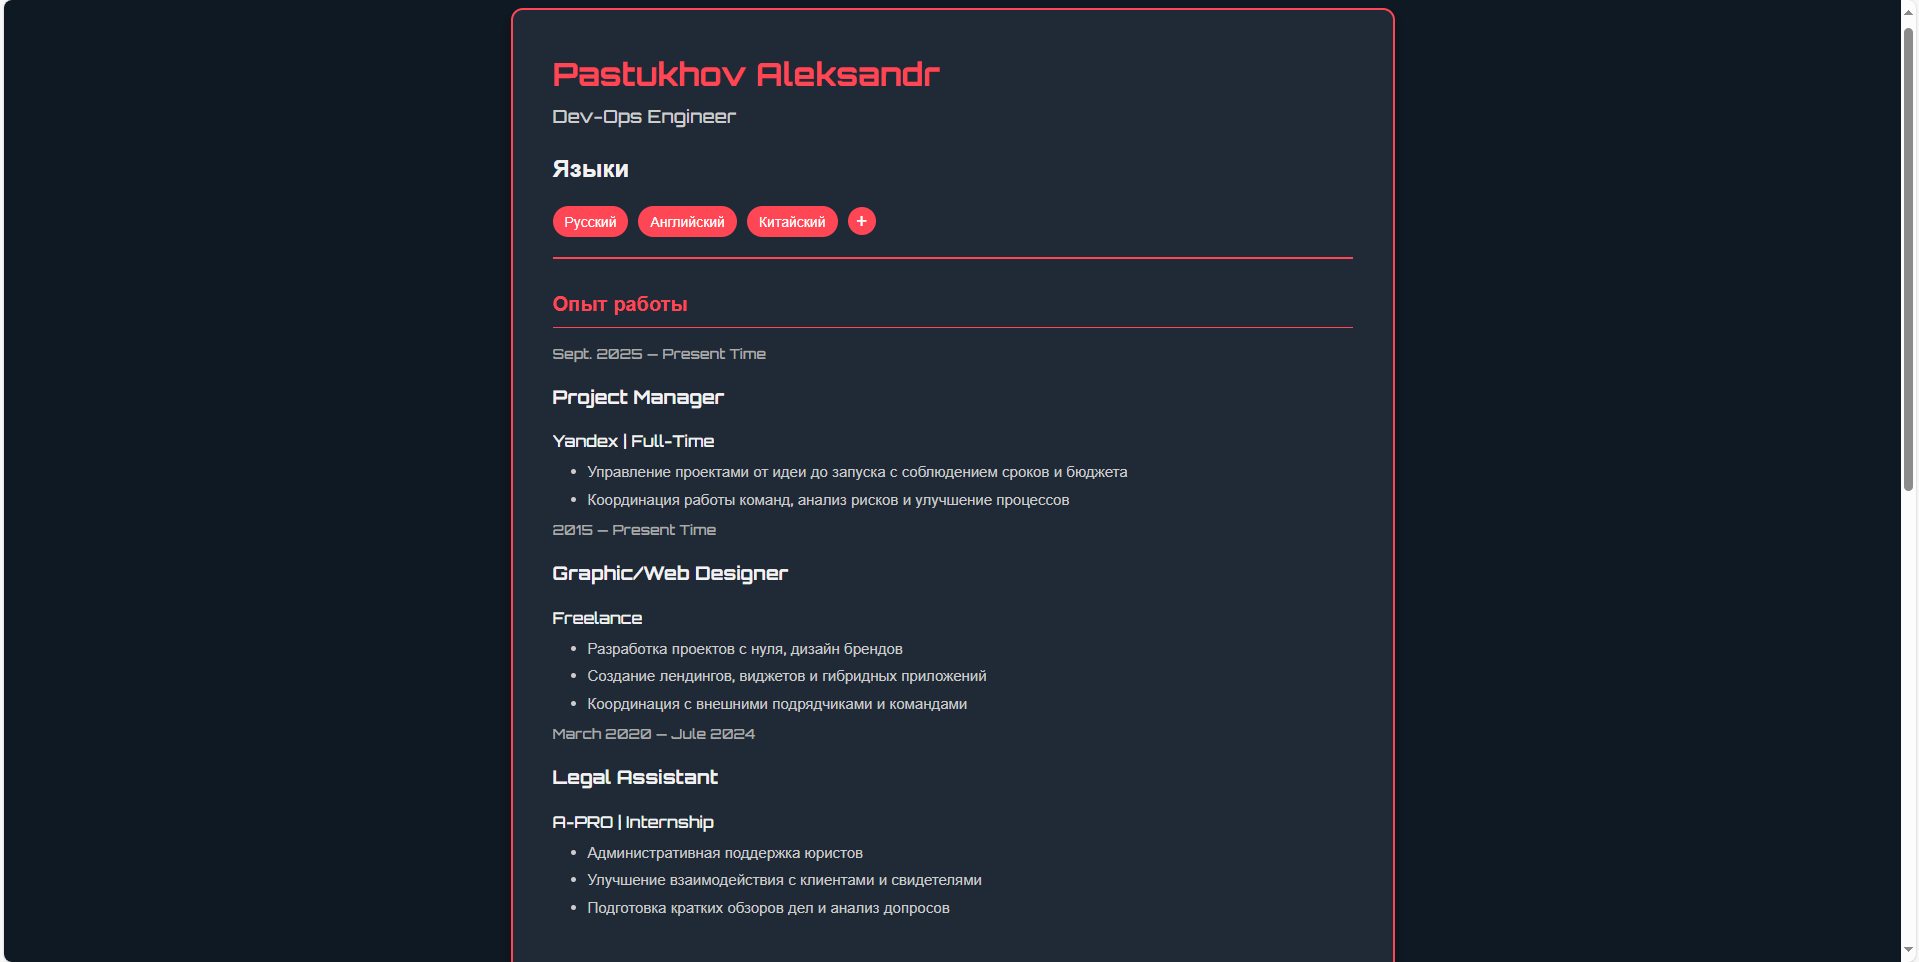 Pastukhov Aleksandr
Dev-Ops Engineer
Языки
Русский Английский Китайский +
Опыт работы
Sept. 2025 — Present Time
Project Manager
Yandex | Full-Time
• Управление проектами от идеи до запуска с соблюдением сроков и бюджета
• Координация работы команд, анализ рисков и улучшение процессов
2015 — Present Time
Graphic/Web Designer
Freelance
• Разработка проектов с нуля, дизайн брендов
• Создание лендингов, виджетов и гибридных приложений
• Координация с внешними подрядчиками и командами
March 2020 — Jule 2024
Legal Assistant
A-PRO | Internship
• Административная поддержка юристов
• Улучшение взаимодействия с клиентами и свидетелями
• Подготовка кратких обзоров дел и анализ допросов